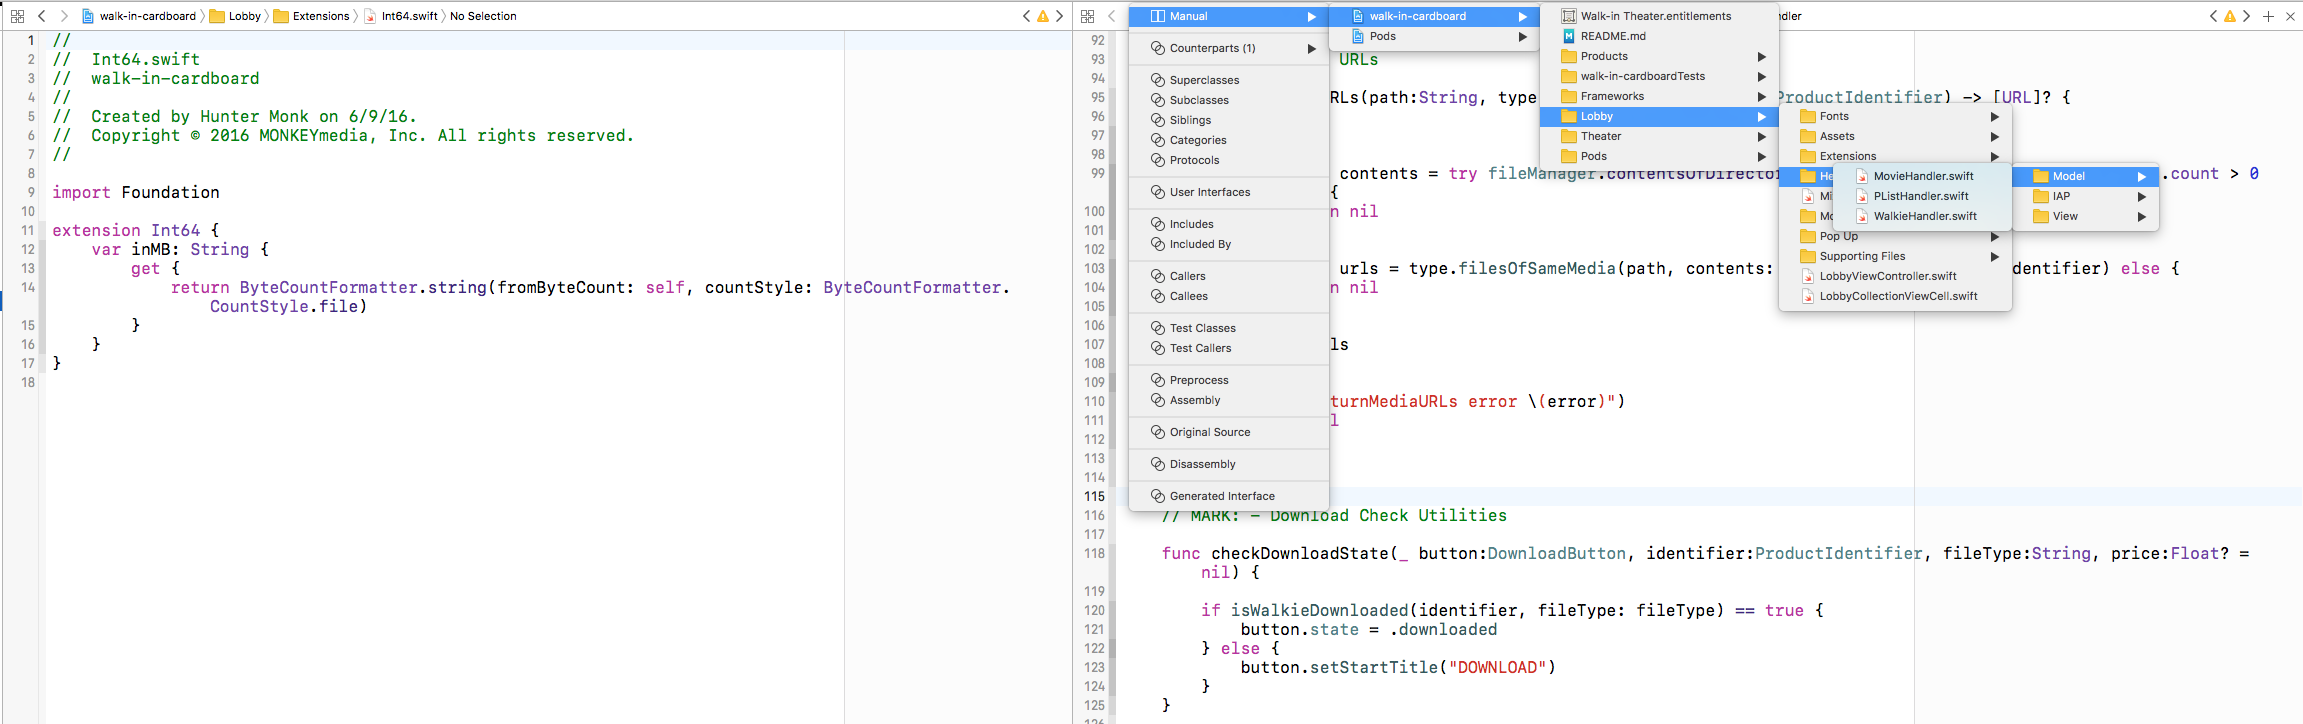 walk-in-cardboard Lobby Extensions Int64.swift No Selection
1 //
2 // Int64.swift
3 // walk-in-cardboard
4 //
5 // Created by Hunter Monk on 6/9/16.
6 // Copyright © 2016 MONKEYmedia, Inc. All rights reserved.
7 //
8
9 import Foundation
10
11 extension Int64 {
12 var inMB: String {
13 get {
14 return ByteCountFormatter.string(fromByteCount: self, countStyle: ByteCountFormatter.
CountStyle.file)
15 }
16 }
17 }
18
Manual
Counterparts (1)
Superclasses
Subclasses
Siblings
Categories
Protocols
User Interfaces
Includes
Included By
Callers
Callees
Test Classes
Test Callers
Preprocess
Assembly
Original Source
Disassembly
Generated Interface
walk-in-cardboard
Pods
Walk-in Theater.entitlements
README.md
Products
walk-in-cardboardTests
Frameworks
Lobby
Theater
Pods
Fonts
Assets
Extensions
He
Mi
Mo
Pop Up
Supporting Files
LobbyViewController.swift
LobbyCollectionViewCell.swift
Model
IAP
View
MovieHandler.swift
PListHandler.swift
WalkieHandler.swift
ndler
92
93 URLs
94
95 RLs(path:String, type ProductIdentifier) -> [URL]? {
96
97
98
99 contents = try fileManager.contentsOfDirector .count > 0
{
100 n nil
101
102
103 urls = type.filesOfSameMedia(path, contents: identifier) else {
104 n nil
105
106
107 ls
108
109
110 turnMediaURLs error \(error)")
111 l
112
113
114
115
116 // MARK: - Download Check Utilities
117
118 func checkDownloadState(_ button:DownloadButton, identifier:ProductIdentifier, fileType:String, price:Float? =
nil) {
119
120 if isWalkieDownloaded(identifier, fileType: fileType) == true {
121 button.state = .downloaded
122 } else {
123 button.setStartTitle("DOWNLOAD")
124 }
125 }